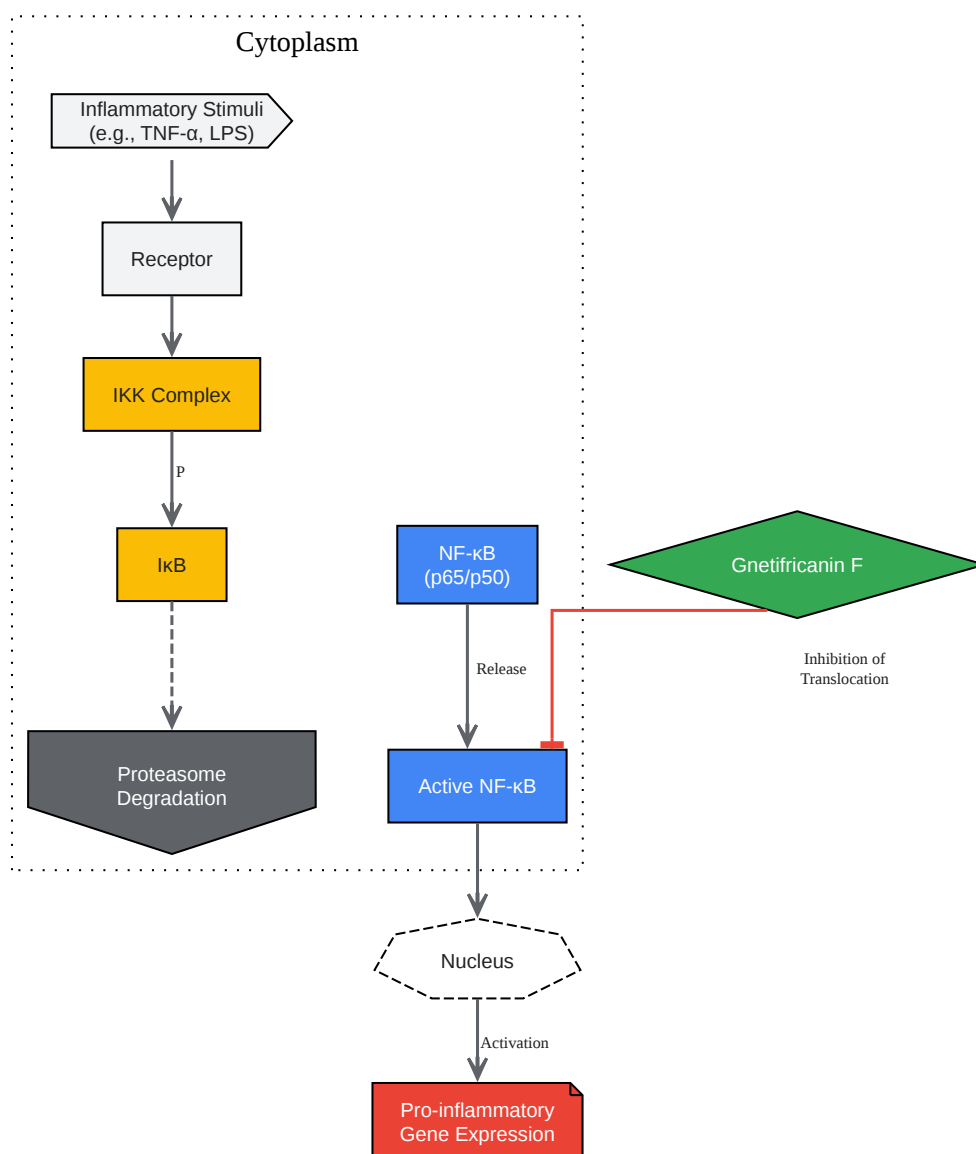 Cytoplasm
Inflammatory Stimuli
(e.g., TNF-α, LPS)
Receptor
IKK Complex
P
IκB
NF-κB
(p65/p50)
Gnetifricanin F
Release
Inhibition of
Translocation
Proteasome
Degradation
Active NF-κB
Nucleus
Activation
Pro-inflammatory
Gene Expression